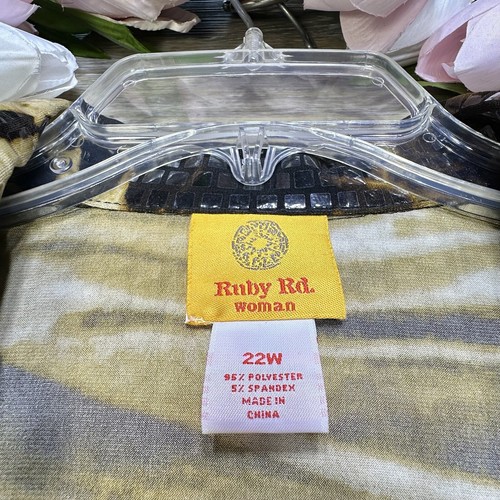 Ruby Rd.
woman
22W
95% POLYESTER
5% SPANDEX
MADE IN
CHINA